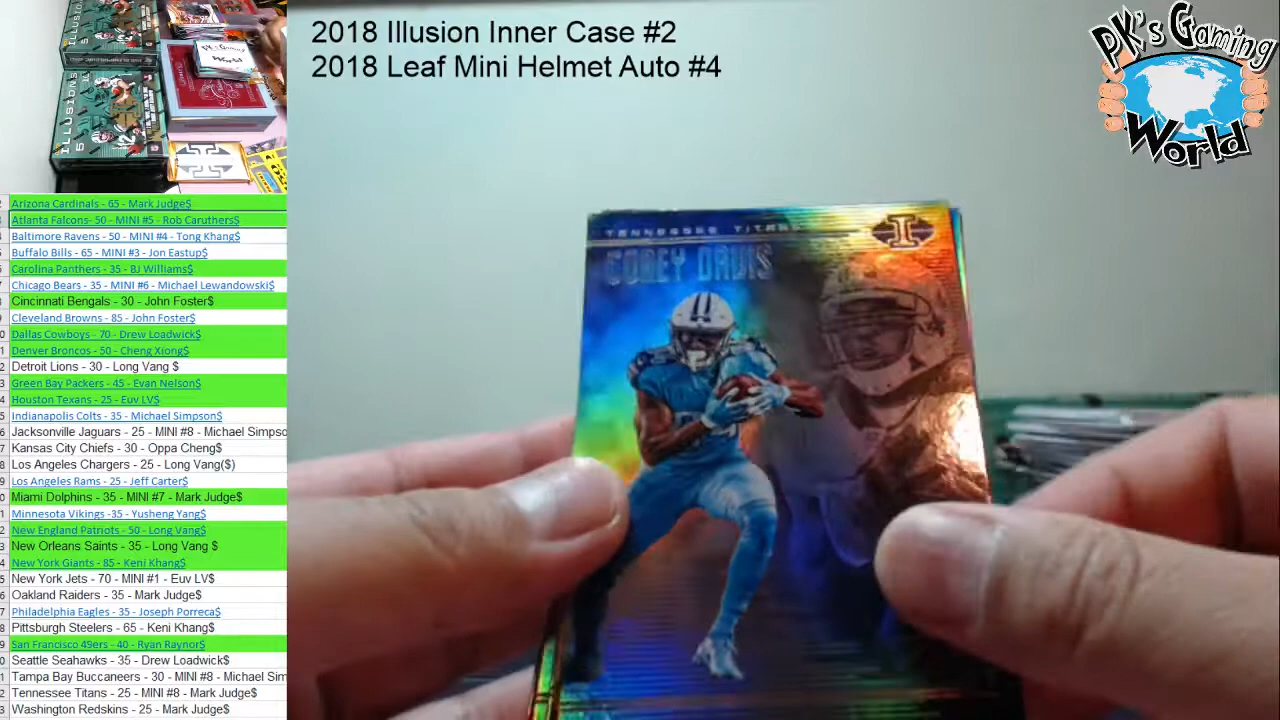 2018 Illusion Inner Case #2
2018 Leaf Mini Helmet Auto #4
PK's Gaming
World
ILLUSIONS
ILLUSIONS
PK's Gaming
World
TENNESSEE TITANS
I
COREY DAVIS
Arizona Cardinals - 65 - Mark Judge$
Atlanta Falcons- 50 - MINI #5 - Rob Caruthers$
Baltimore Ravens - 50 - MINI #4 - Tong Khang$
Buffalo Bills - 65 - MINI #3 - Jon Eastup$
Carolina Panthers - 35 - BJ Williams$
Chicago Bears - 35 - MINI #6 - Michael Lewandowski$
Cincinnati Bengals - 30 - John Foster$
Cleveland Browns - 85 - John Foster$
Dallas Cowboys - 70 - Drew Loadwick$
Denver Broncos - 50 - Cheng Xiong$
Detroit Lions - 30 - Long Vang $
Green Bay Packers - 45 - Evan Nelson$
Houston Texans - 25 - Euv LV$
Indianapolis Colts - 35 - Michael Simpson$
Jacksonville Jaguars - 25 - MINI #8 - Michael Simpso
Kansas City Chiefs - 30 - Oppa Cheng$
Los Angeles Chargers - 25 - Long Vang($)
Los Angeles Rams - 25 - Jeff Carter$
Miami Dolphins - 35 - MINI #7 - Mark Judge$
Minnesota Vikings -35 - Yusheng Yang$
New England Patriots - 50 - Long Vang$
New Orleans Saints - 35 - Long Vang $
New York Giants - 85 - Keni Khang$
New York Jets - 70 - MINI #1 - Euv LV$
Oakland Raiders - 35 - Mark Judge$
Philadelphia Eagles - 35 - Joseph Porreca$
Pittsburgh Steelers - 65 - Keni Khang$
San Francisco 49ers - 40 - Ryan Raynor$
Seattle Seahawks - 35 - Drew Loadwick$
Tampa Bay Buccaneers - 30 - MINI #8 - Michael Sim
Tennessee Titans - 25 - MINI #8 - Mark Judge$
Washington Redskins - 25 - Mark Judge$